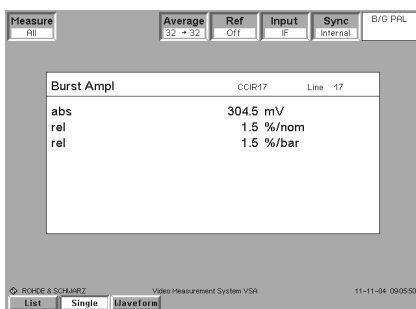 Measure Average Ref Input Sync B/G PAL
All 32 → 32 Off IF Internal
Burst Ampl CCIR17 Line 17
abs 304.5 mV
rel 1.5 %/nom
rel 1.5 %/bar
ROHDE & SCHWARZ Video Measurement System VSA 11-11-04 09:05:50
List Single Waveform